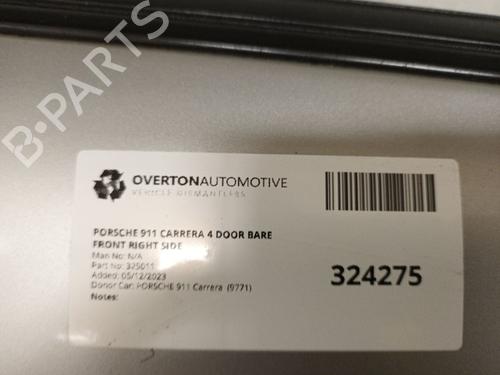 B-PARTS
OVERTONAUTOMOTIVE
VEHICLE DISMANTLERS
PORSCHE 911 CARRERA 4 DOOR BARE
FRONT RIGHT SIDE
Man No: N/A
Part No: 325011
Added: 05/12/2023
Donor Car: PORSCHE 911 Carrera (9771)
Notes:
324275